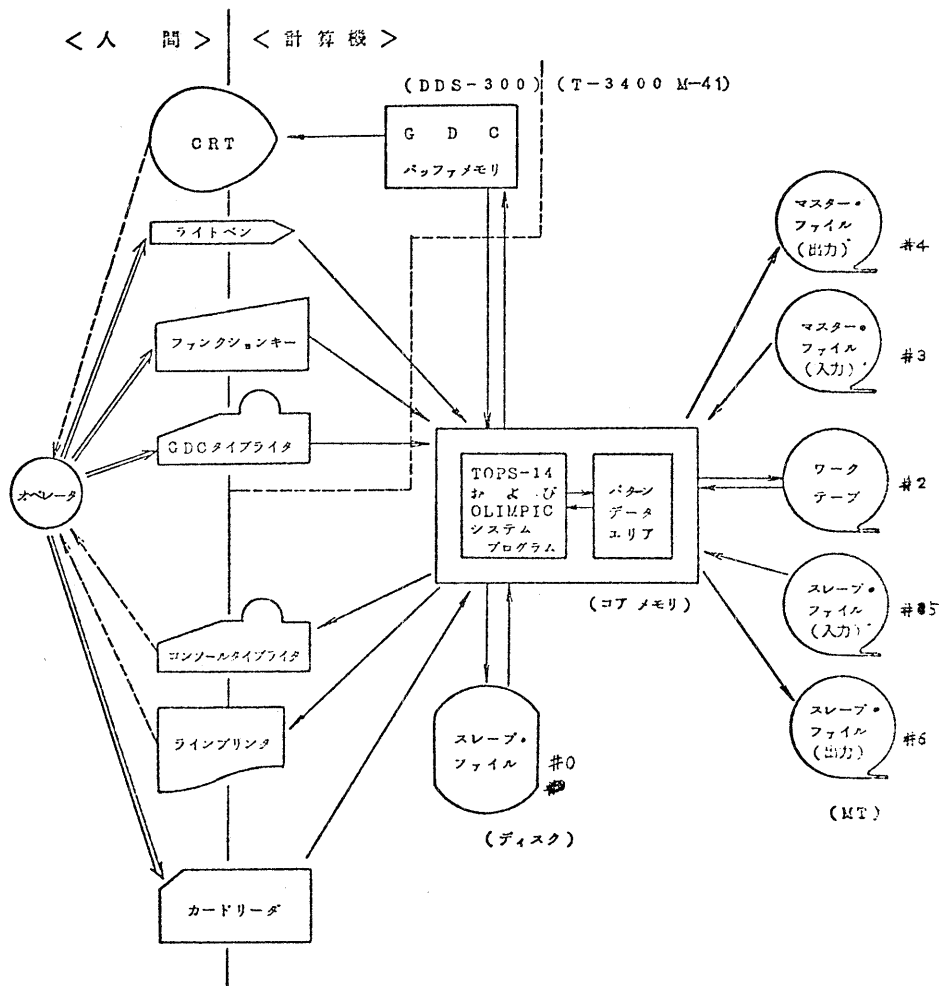 <人 間> <計算機>
(DDS-300) (T-3400 M-41)
CRT
G D C
バッファメモリ
ライトペン
ファンクションキー
GDCタイプライタ
オペレータ
コンソールタイプライタ
ラインプリンタ
カードリーダ
TOPS-14
および
OLIMPIC
システム
プログラム
パターン
データ
エリア
(コアメモリ)
スレーブ・
ファイル
#0
(ディスク)
マスター・
ファイル
(出力)
#4
マスター・
ファイル
(入力)
#3
ワーク
テープ
#2
スレーブ・
ファイル
(入力)
#5
スレーブ・
ファイル
(出力)
#6
(MT)